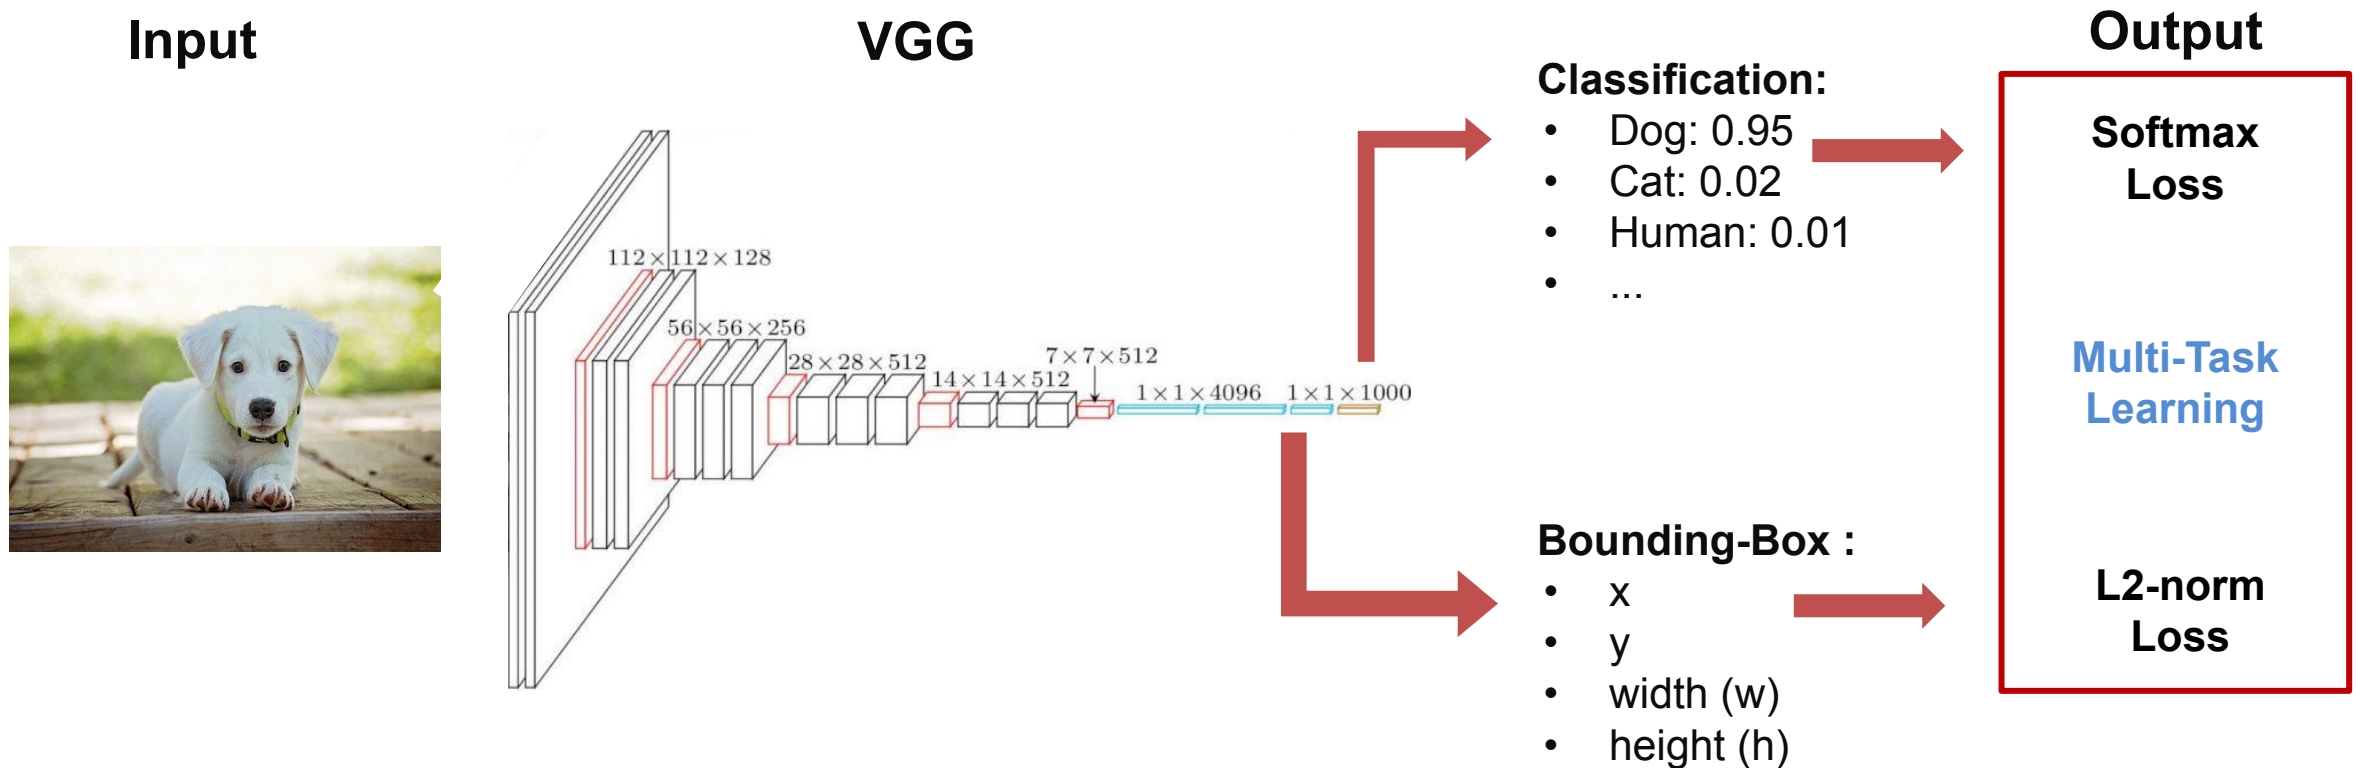 Input
VGG
Output
112×112×128
56×56×256
28×28×512
14×14×512
7×7×512
1×1×4096
1×1×1000
Classification:
• Dog: 0.95
• Cat: 0.02
• Human: 0.01
• ...
Bounding-Box :
• x
• y
• width (w)
• height (h)
Softmax
Loss
Multi-Task
Learning
L2-norm
Loss